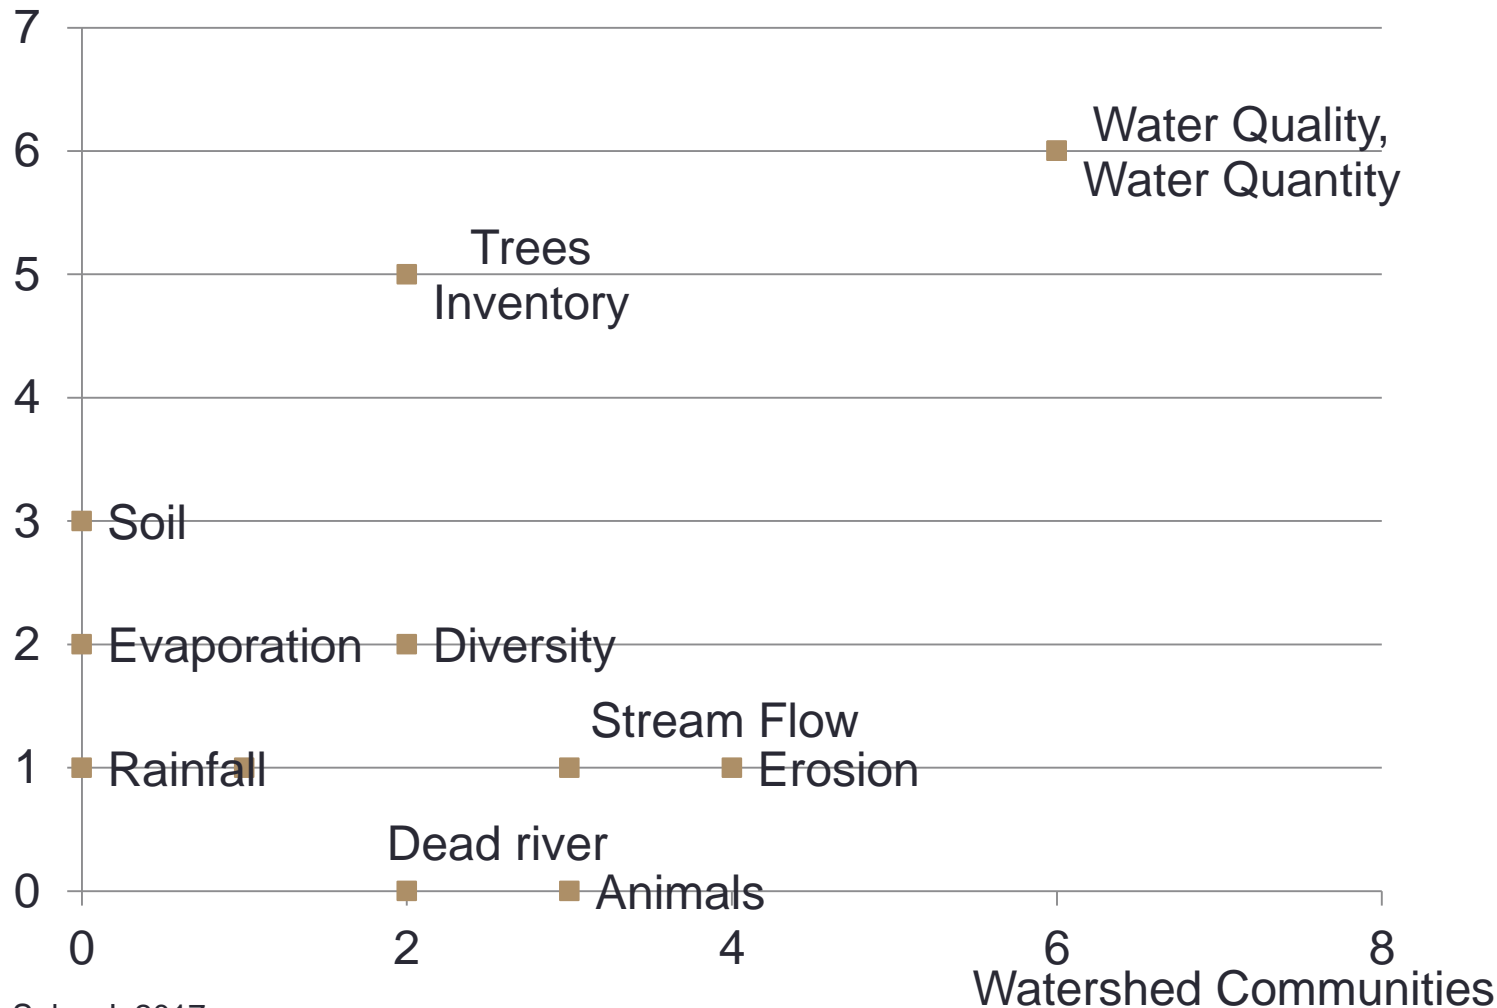 7
6
Water Quality,
Water Quantity
5
Trees
Inventory
4
3
Soil
2
Evaporation
Diversity
Stream Flow
1
Rainfall
Erosion
Dead river
0
Animals
0 2 4 6 8
Watershed Communities
2017